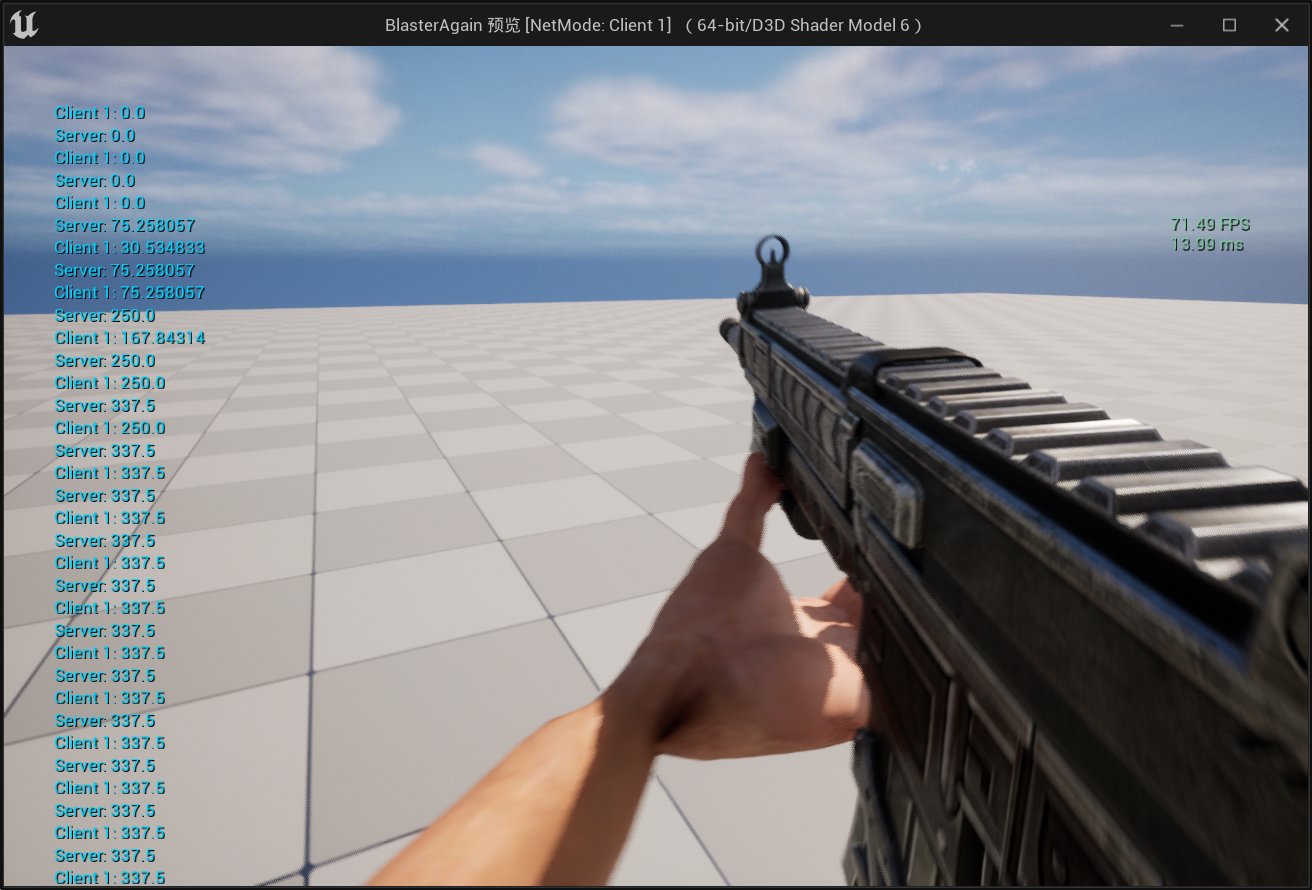 BlasterAgain 预览 [NetMode: Client 1] ( 64-bit/D3D Shader Model 6 )
Client 1: 0.0
Server: 0.0
Client 1: 0.0
Server: 0.0
Client 1: 0.0
Server: 75.258057
Client 1: 30.534833
Server: 75.258057
Client 1: 75.258057
Server: 250.0
Client 1: 167.84314
Server: 250.0
Client 1: 250.0
Server: 337.5
Client 1: 250.0
Server: 337.5
Client 1: 337.5
Server: 337.5
Client 1: 337.5
Server: 337.5
Client 1: 337.5
Server: 337.5
Client 1: 337.5
Server: 337.5
Client 1: 337.5
Server: 337.5
Client 1: 337.5
Server: 337.5
Client 1: 337.5
Server: 337.5
Client 1: 337.5
Server: 337.5
Client 1: 337.5
Server: 337.5
Client 1: 337.5
71.49 FPS
13.99 ms